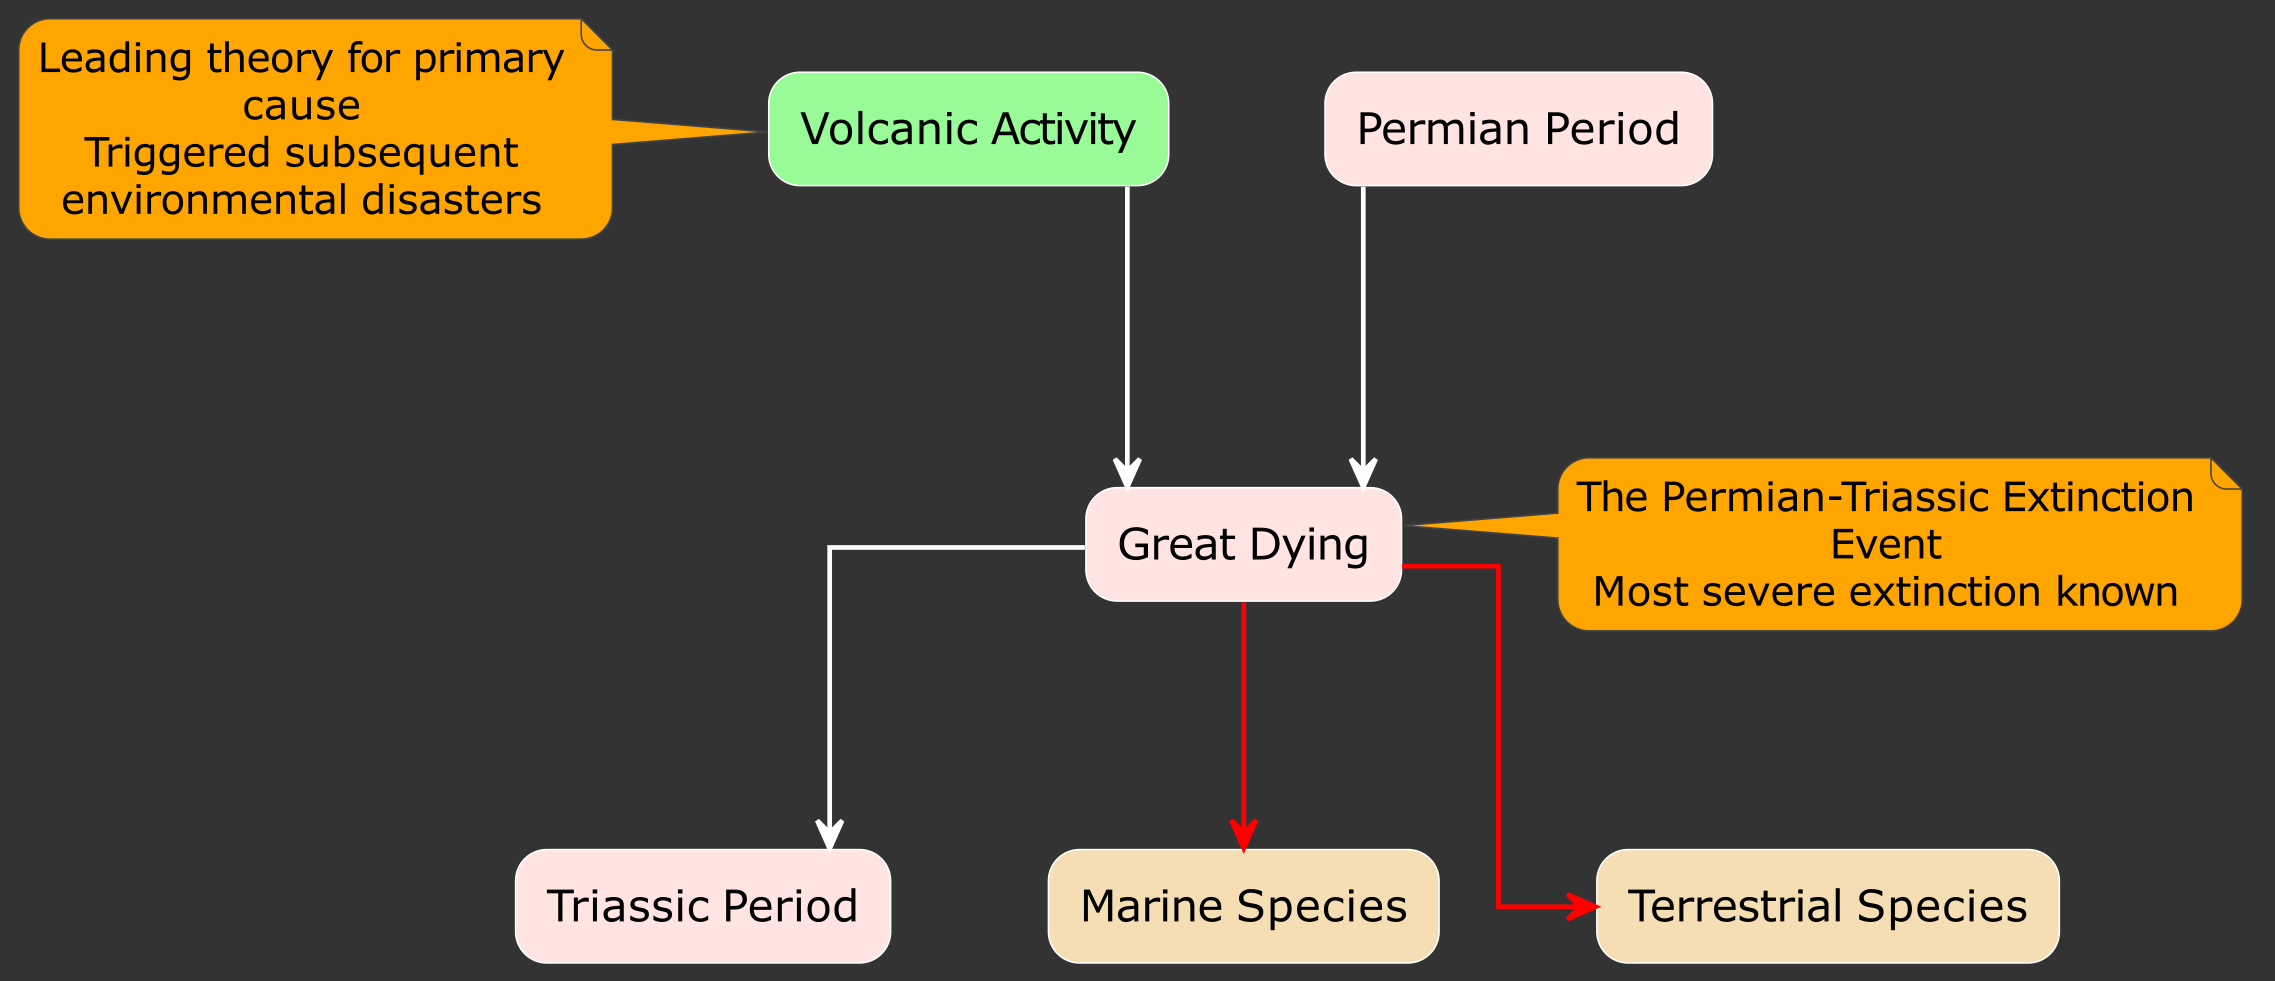 Leading theory for primary
cause
Triggered subsequent
environmental disasters
Volcanic Activity
Permian Period
Great Dying
The Permian-Triassic Extinction
Event
Most severe extinction known
Triassic Period
Marine Species
Terrestrial Species